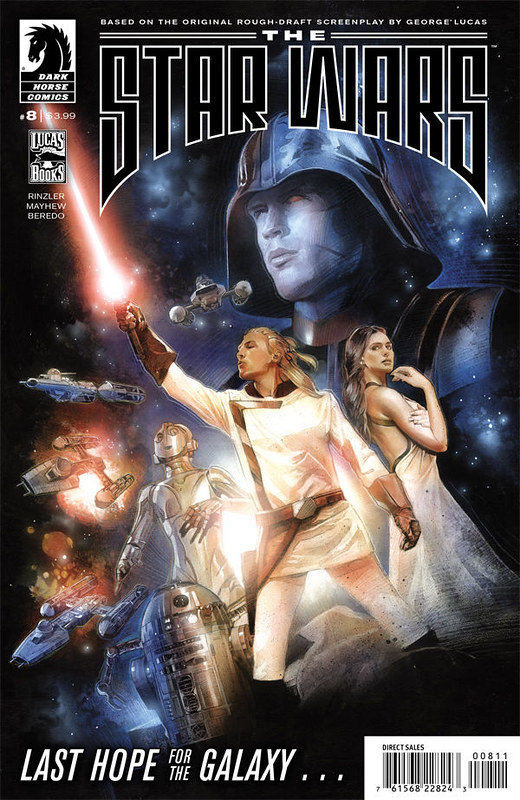 BASED ON THE ORIGINAL ROUGH-DRAFT SCREENPLAY BY GEORGE LUCAS
THE
STAR WARS
™
DARK
HORSE
COMICS
#8 | $3.99
LUCAS
BOOKS
RINZLER
MAYHEW
BEREDO
LAST HOPE FOR THE GALAXY . . .
DIRECT SALES
00811
7 61568 22824 3